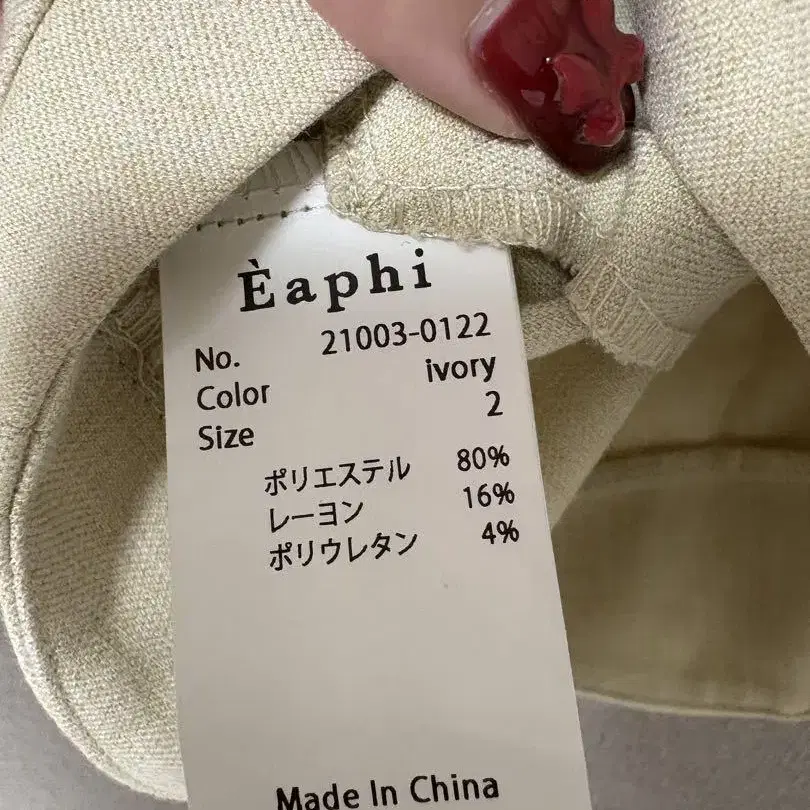 Èaphi
No. 21003-0122
Color ivory
Size 2
ポリエステル 80%
レーヨン 16%
ポリウレタン 4%
Made In China